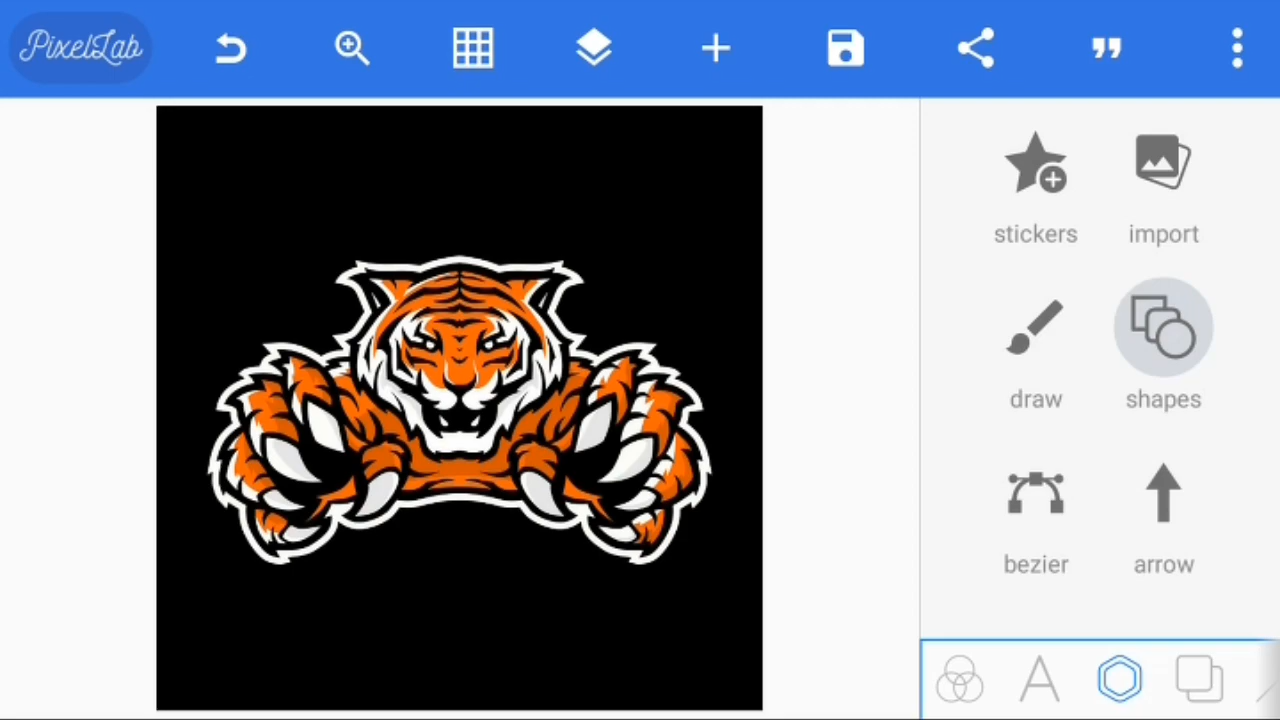 PixelLab
stickers
import
draw
shapes
bezier
arrow